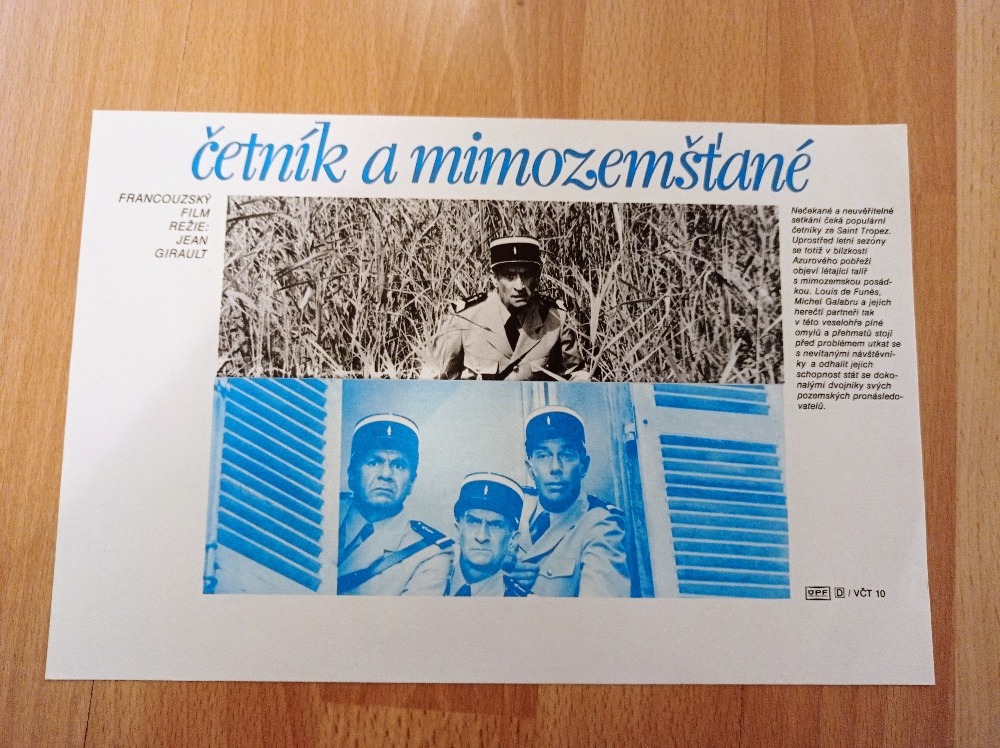 četník a mimozemšťané
FRANCOUZSKÝ
FILM
REŽIE:
JEAN
GIRAULT
Nečekané a neuvěřitelné
setkání čeká populární
četníky ze Saint Tropez.
Uprostřed letní sezóny
se totiž v blízkosti
Azurového pobřeží
objeví létající talíř
s mimozemskou posád-
kou. Louis de Funès,
Michel Galabru a jejich
herečtí partneři tak
v této veselohře plné
omylů a přehmatů stojí
před problémem utkat se
s nevítanými návštěvní-
ky a odhalit jejich
schopnost stát se doko-
nalými dvojníky svých
pozemských pronásledo-
vatelů.
ÚPF D / VČT 10